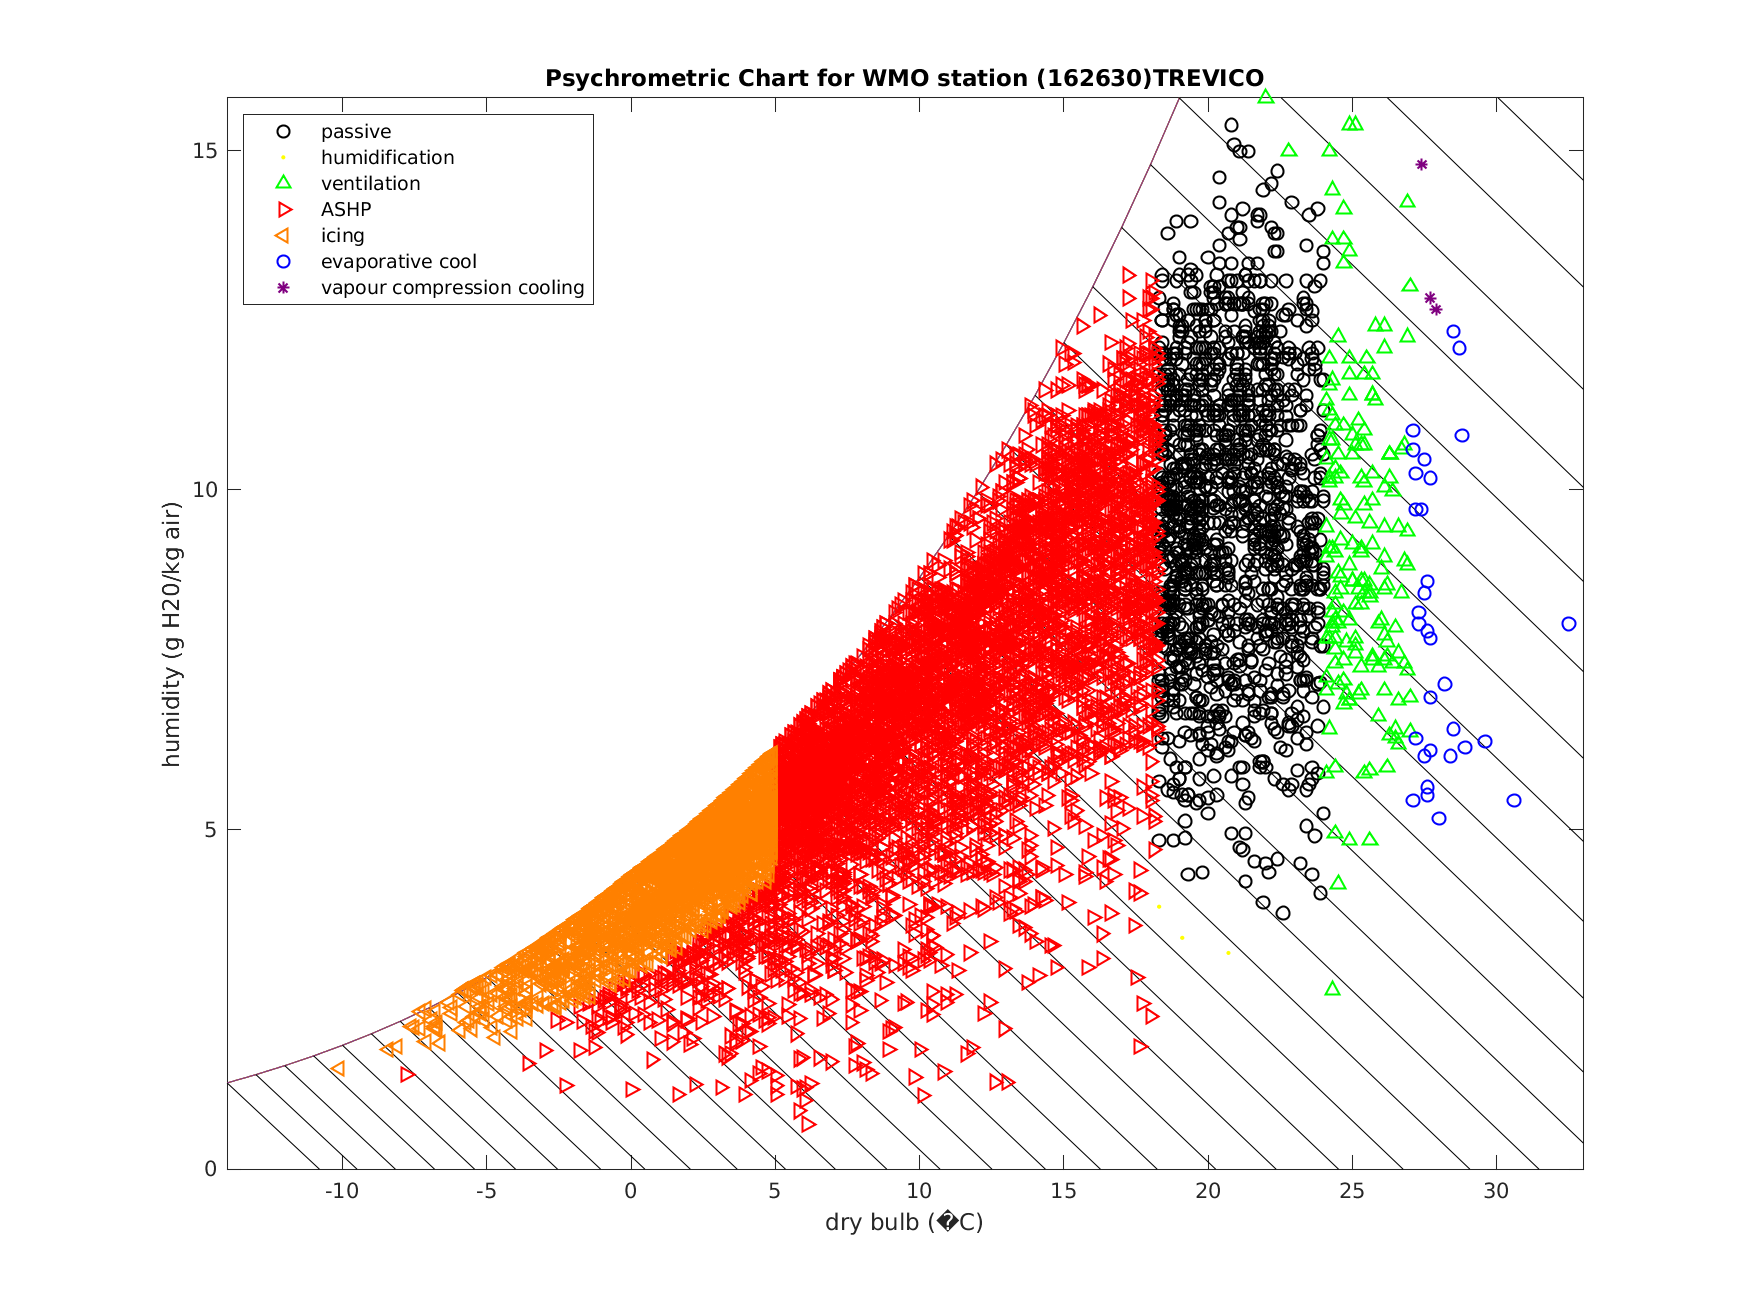 Psychrometric Chart for WMO station (162630)TREVICO
passive
humidification
ventilation
ASHP
icing
evaporative cool
vapour compression cooling
humidity (g H20/kg air)
15
10
5
0
-10 -5 0 5 10 15 20 25 30
dry bulb (�C)